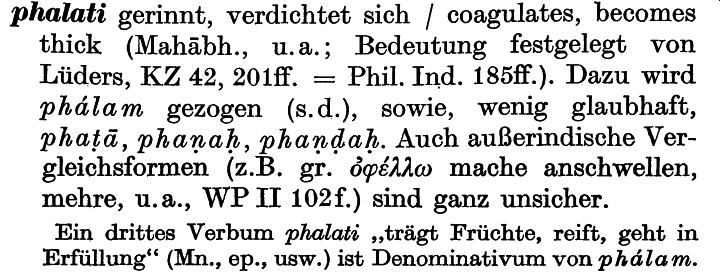 phalati gerinnt, verdichtet sich / coagulates, becomes
thick (Mahābh., u. a.; Bedeutung festgelegt von
Lüders, KZ 42, 201ff. = Phil. Ind. 185ff.). Dazu wird
phálam gezogen (s. d.), sowie, wenig glaubhaft,
phaṭā, phaṇaḥ, phaṇḍaḥ. Auch außerindische Ver-
gleichsformen (z.B. gr. ὀφέλλω mache anschwellen,
mehre, u. a., WP II 102 f.) sind ganz unsicher.
Ein drittes Verbum phalati „trägt Früchte, reift, geht in
Erfüllung“ (Mn., ep., usw.) ist Denominativum von phálam.